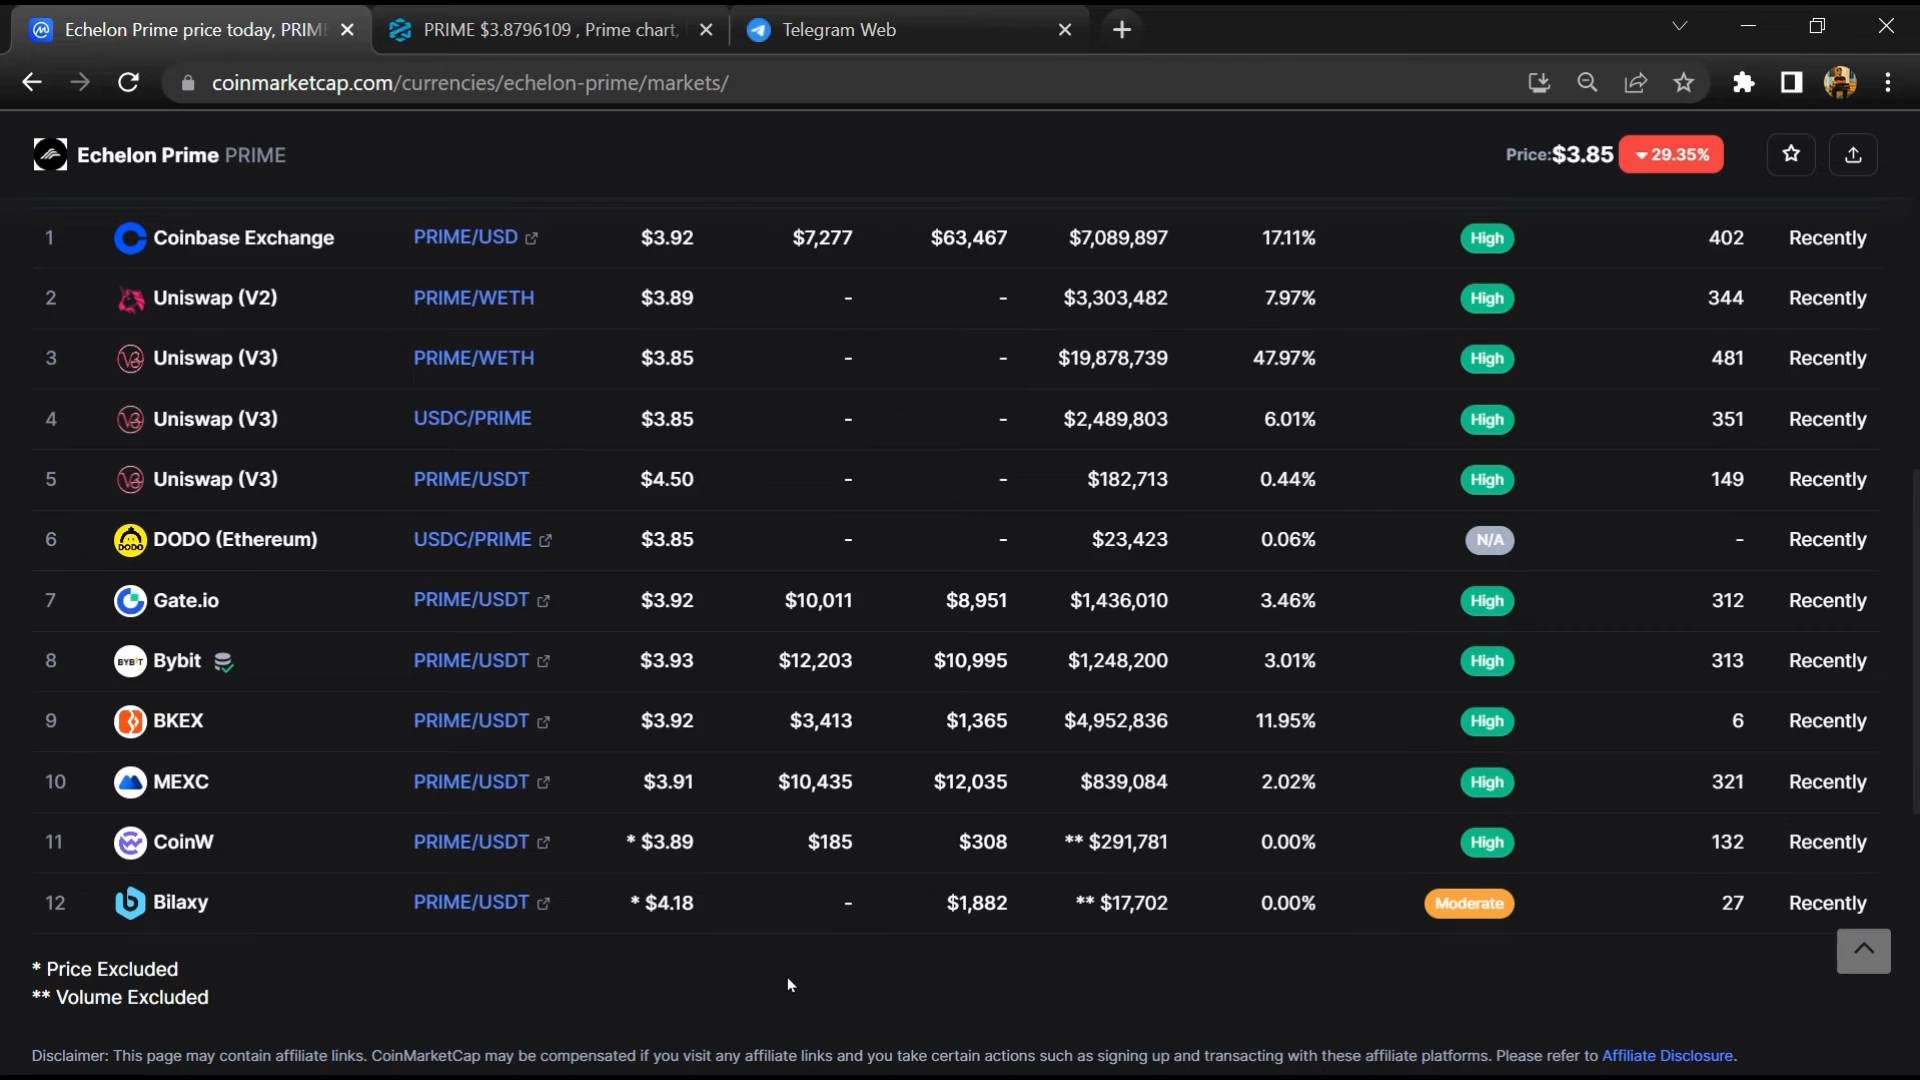 Echelon Prime price today, PRIM
PRIME $3.8796109 , Prime chart,
Telegram Web
coinmarketcap.com/currencies/echelon-prime/markets/
Echelon Prime PRIME
Price:$3.85 29.35%
1 Coinbase Exchange PRIME/USD $3.92 $7,277 $63,467 $7,089,897 17.11% High 402 Recently
2 Uniswap (V2) PRIME/WETH $3.89 - - $3,303,482 7.97% High 344 Recently
3 Uniswap (V3) PRIME/WETH $3.85 - - $19,878,739 47.97% High 481 Recently
4 Uniswap (V3) USDC/PRIME $3.85 - - $2,489,803 6.01% High 351 Recently
5 Uniswap (V3) PRIME/USDT $4.50 - - $182,713 0.44% High 149 Recently
6 DODO DODO (Ethereum) USDC/PRIME $3.85 - - $23,423 0.06% N/A - Recently
7 Gate.io PRIME/USDT $3.92 $10,011 $8,951 $1,436,010 3.46% High 312 Recently
8 BYBIT Bybit PRIME/USDT $3.93 $12,203 $10,995 $1,248,200 3.01% High 313 Recently
9 BKEX PRIME/USDT $3.92 $3,413 $1,365 $4,952,836 11.95% High 6 Recently
10 MEXC PRIME/USDT $3.91 $10,435 $12,035 $839,084 2.02% High 321 Recently
11 CoinW PRIME/USDT * $3.89 $185 $308 ** $291,781 0.00% High 132 Recently
12 Bilaxy PRIME/USDT * $4.18 - $1,882 ** $17,702 0.00% Moderate 27 Recently
* Price Excluded
** Volume Excluded
Disclaimer: This page may contain affiliate links. CoinMarketCap may be compensated if you visit any affiliate links and you take certain actions such as signing up and transacting with these affiliate platforms. Please refer to Affiliate Disclosure.